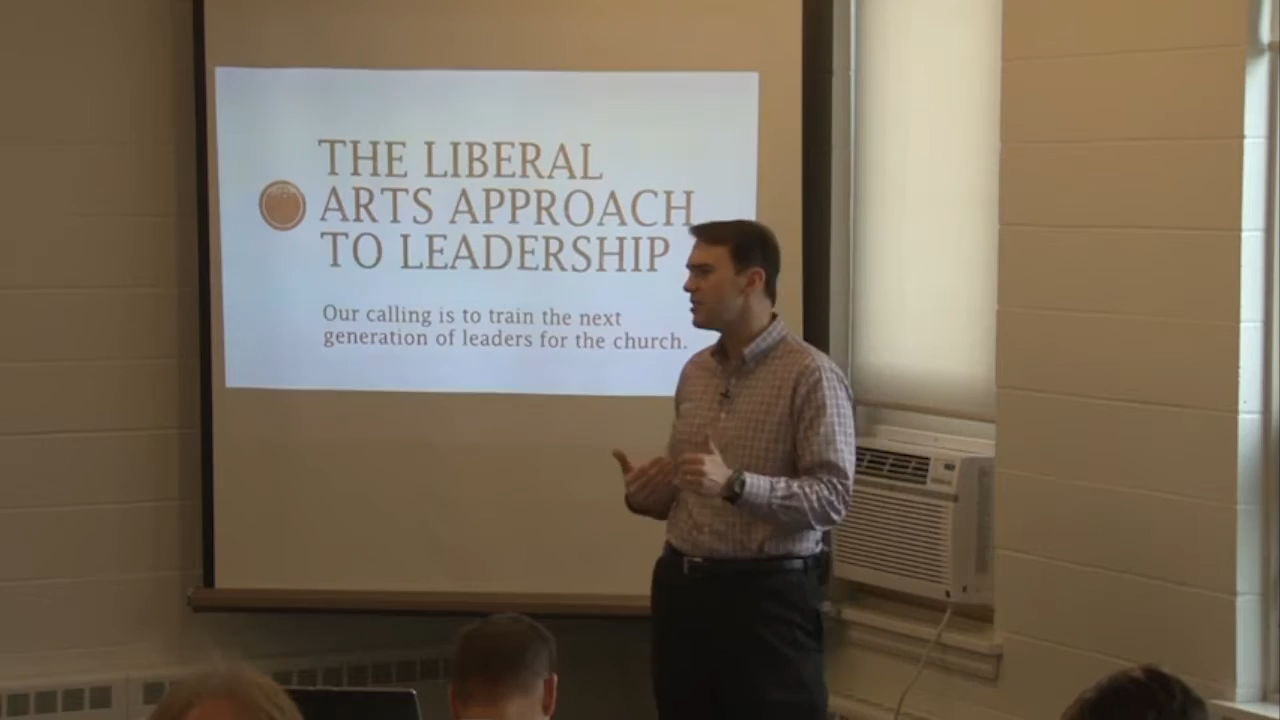 THE LIBERAL
ARTS APPROACH
TO LEADERSHIP
Our calling is to train the next
generation of leaders for the church.